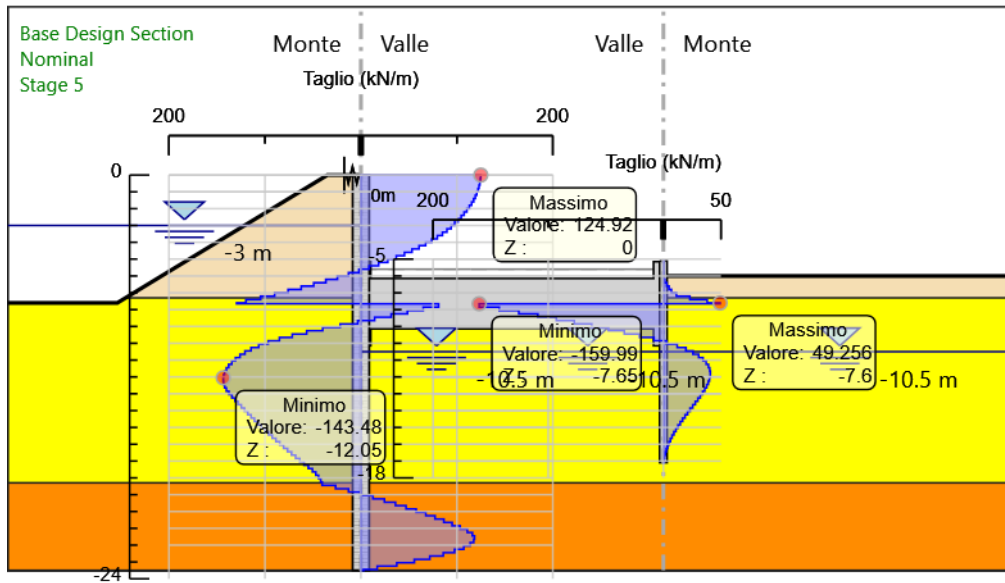 Base Design Section
Nominal
Stage 5
Monte
Valle
Valle
Monte
Taglio (kN/m)
200
200
Taglio (kN/m)
200
50
0
0m
Massimo
Valore: 124.92
Z : 0
-3 m
-5
Minimo
Valore: -159.99
Z : -7.65
Massimo
Valore: 49.256
Z : -7.6
-10.5 m
-10.5 m
-10.5 m
Minimo
Valore: -143.48
Z : -12.05
-18
-24